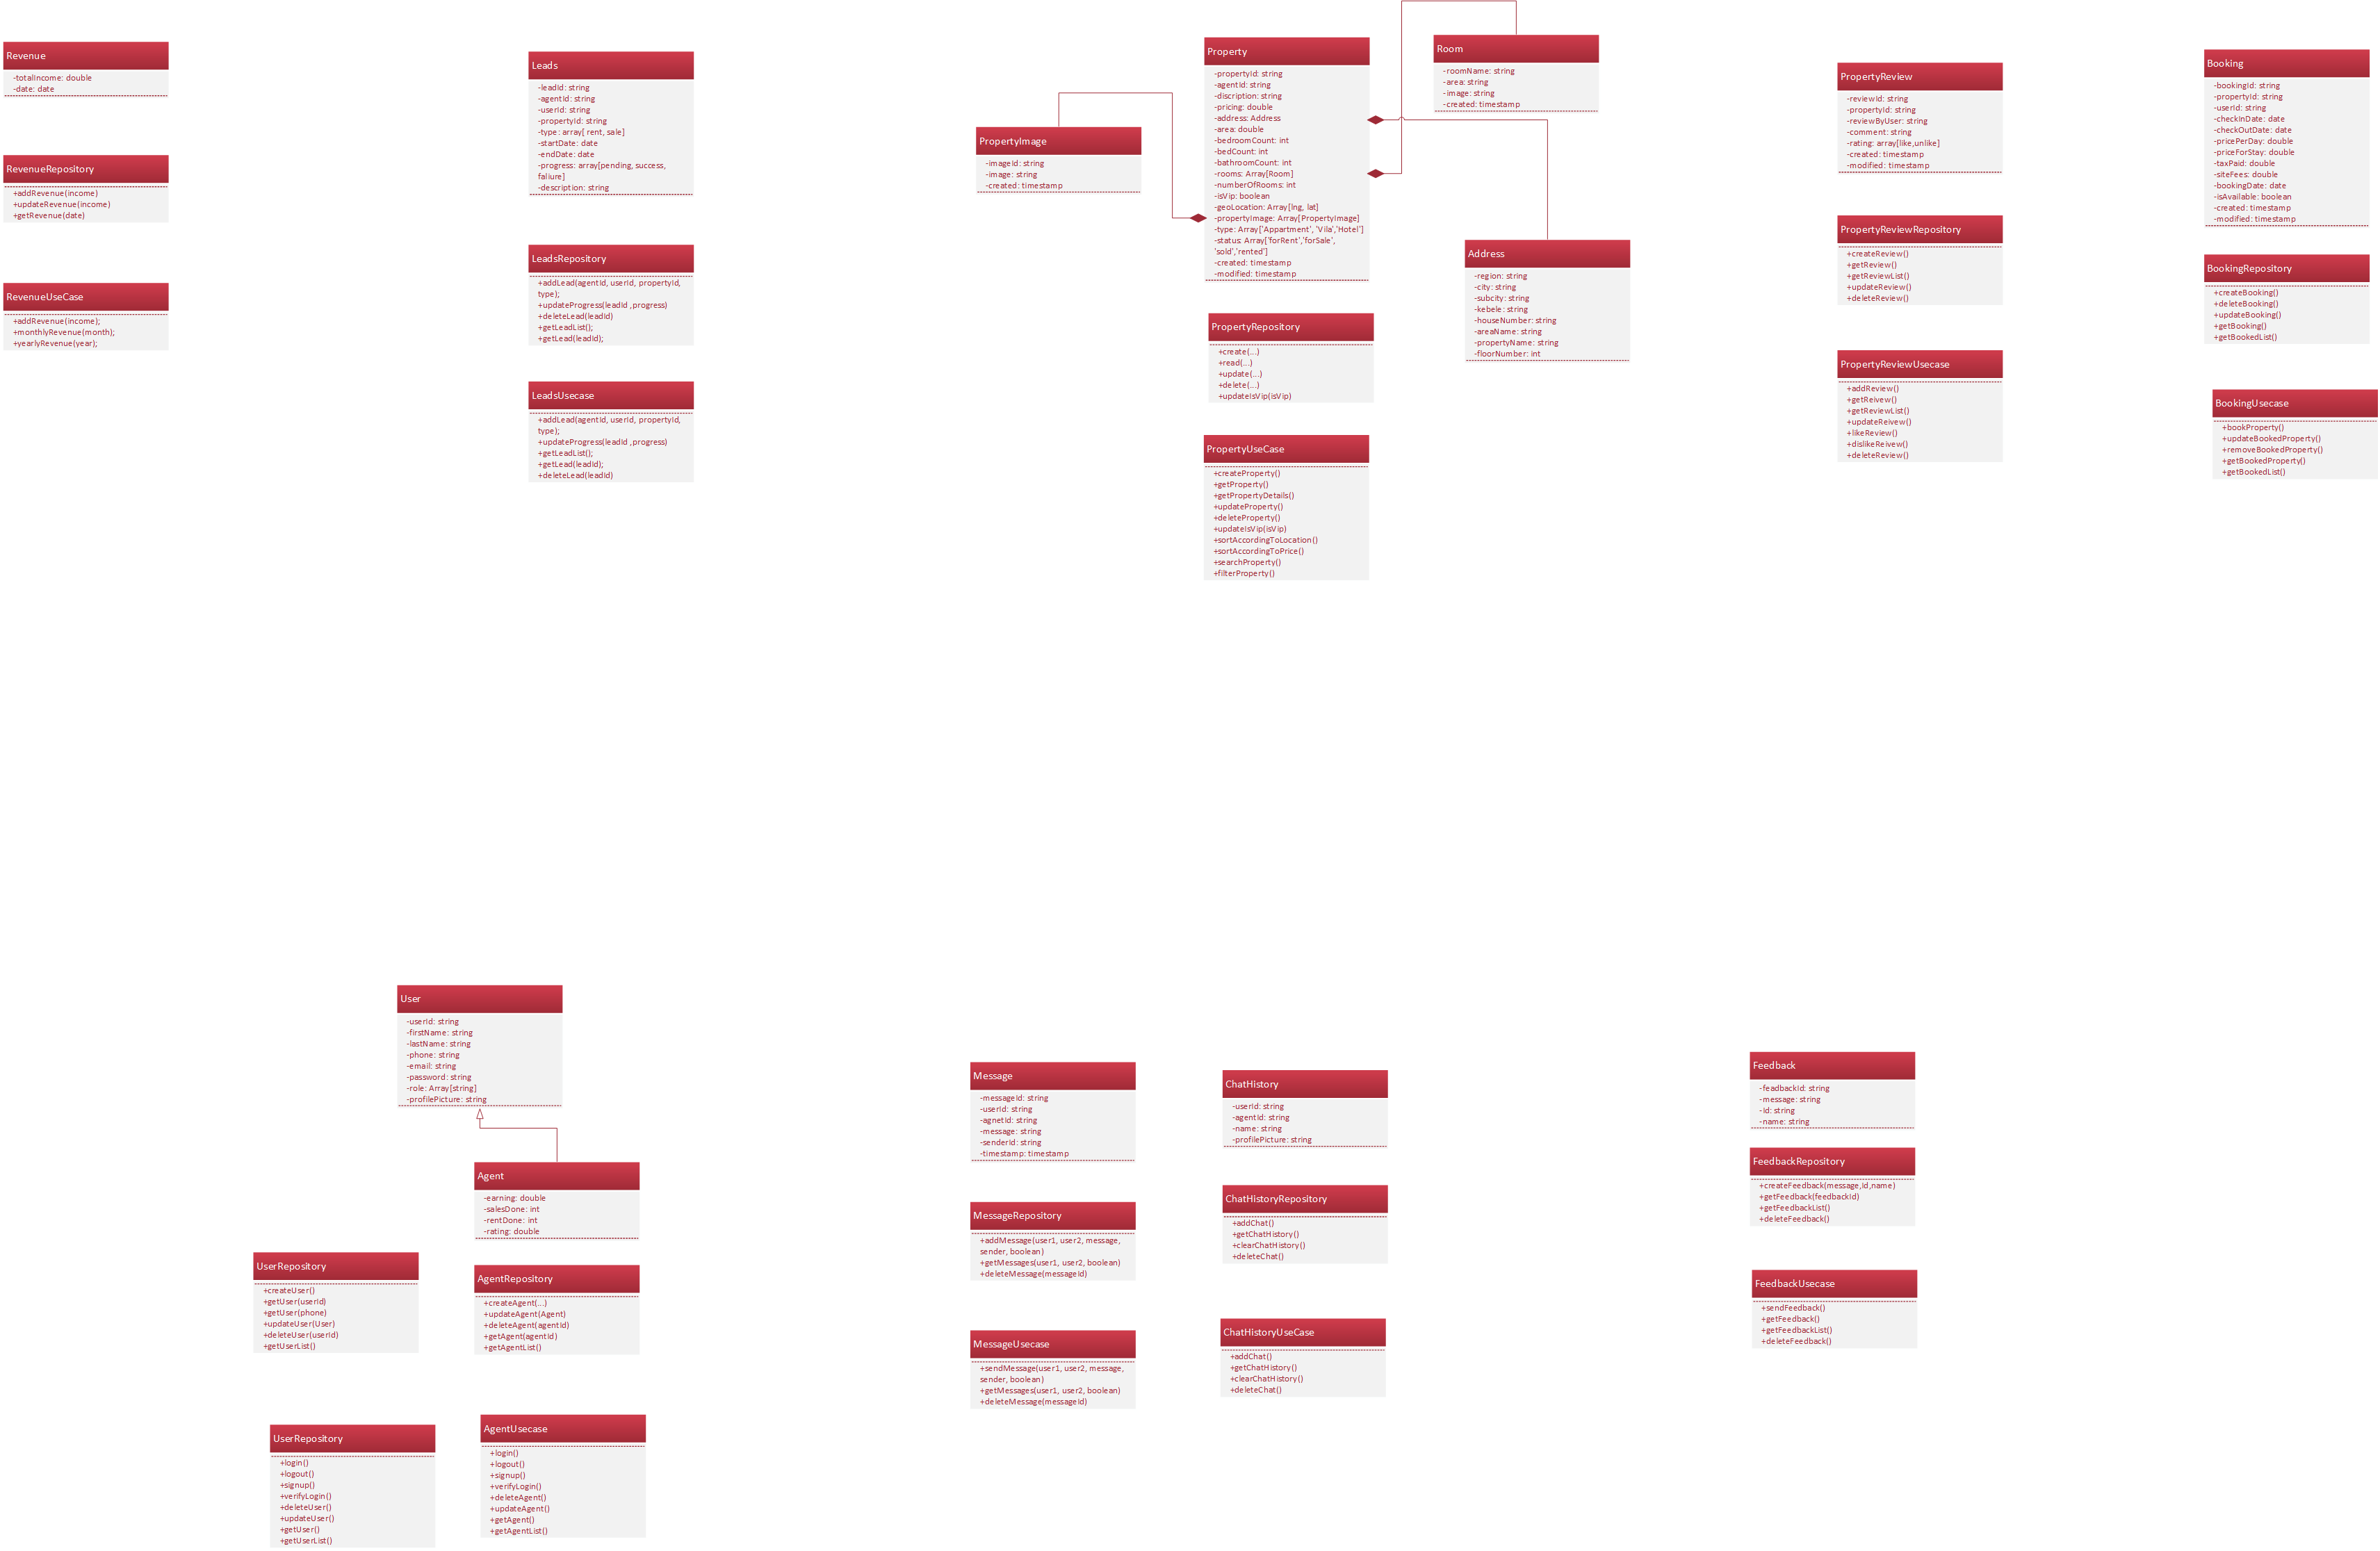 Revenue
-totalIncome: double
-date: date
RevenueRepository
+addRevenue(income)
+updateRevenue(income)
+getRevenue(date)
RevenueUseCase
+addRevenue(income);
+monthlyRevenue(month);
+yearlyRevenue(year);
Leads
-leadId: string
-agentId: string
-userId: string
-propertyId: string
-type: array[ rent, sale]
-startDate: date
-endDate: date
-progress: array[pending, success,
faliure]
-description: string
LeadsRepository
+addLead(agentId, userId, propertyId,
type);
+updateProgress(leadId ,progress)
+deleteLead(leadId)
+getLeadList();
+getLead(leadId);
LeadsUsecase
+addLead(agentId, userId, propertyId,
type);
+updateProgress(leadId ,progress)
+getLeadList();
+getLead(leadId);
+deleteLead(leadId)
PropertyImage
-imageId: string
-image: string
-created: timestamp
Property
-propertyId: string
-agentId: string
-discription: string
-pricing: double
-address: Address
-area: double
-bedroomCount: int
-bedCount: int
-bathroomCount: int
-rooms: Array[Room]
-numberOfRooms: int
-isVip: boolean
-geoLocation: Array[lng, lat]
-propertyImage: Array[PropertyImage]
-type: Array['Appartment', 'Vila','Hotel']
-status: Array['forRent','forSale',
'sold','rented']
-created: timestamp
-modified: timestamp
PropertyRepository
+create(...)
+read(...)
+update(...)
+delete(...)
+updateIsVip(isVip)
PropertyUseCase
+createProperty()
+getProperty()
+getPropertyDetails()
+updateProperty()
+deleteProperty()
+updateIsVip(isVip)
+sortAccordingToLocation()
+sortAccordingToPrice()
+searchProperty()
+filterProperty()
Room
-roomName: string
-area: string
-image: string
-created: timestamp
Address
-region: string
-city: string
-subcity: string
-kebele: string
-houseNumber: string
-areaName: string
-propertyName: string
-floorNumber: int
PropertyReview
-reviewId: string
-propertyId: string
-reviewByUser: string
-comment: string
-rating: array[like,unlike]
-created: timestamp
-modified: timestamp
PropertyReviewRepository
+createReview()
+getReview()
+getReviewList()
+updateReview()
+deleteReview()
PropertyReviewUsecase
+addReview()
+getReivew()
+getReviewList()
+updateReivew()
+likeReview()
+dislikeReivew()
+deleteReview()
Booking
-bookingId: string
-propertyId: string
-userId: string
-checkInDate: date
-checkOutDate: date
-pricePerDay: double
-priceForStay: double
-taxPaid: double
-siteFees: double
-bookingDate: date
-isAvailable: boolean
-created: timestamp
-modified: timestamp
BookingRepository
+createBooking()
+deleteBooking()
+updateBooking()
+getBooking()
+getBookedList()
BookingUsecase
+bookProperty()
+updateBookedProperty()
+removeBookedProperty()
+getBookedProperty()
+getBookedList()
User
-userId: string
-firstName: string
-lastName: string
-phone: string
-email: string
-password: string
-role: Array[string]
-profilePicture: string
Agent
-earning: double
-salesDone: int
-rentDone: int
-rating: double
UserRepository
+createUser()
+getUser(userId)
+getUser(phone)
+updateUser(User)
+deleteUser(userId)
+getUserList()
AgentRepository
+createAgent(...)
+updateAgent(Agent)
+deleteAgent(agentId)
+getAgent(agentId)
+getAgentList()
UserRepository
+login()
+logout()
+signup()
+verifyLogin()
+deleteUser()
+updateUser()
+getUser()
+getUserList()
AgentUsecase
+login()
+logout()
+signup()
+verifyLogin()
+deleteAgent()
+updateAgent()
+getAgent()
+getAgentList()
Message
-messageId: string
-userId: string
-agnetId: string
-message: string
-senderId: string
-timestamp: timestamp
MessageRepository
+addMessage(user1, user2, message,
sender, boolean)
+getMessages(user1, user2, boolean)
+deleteMessage(messageId)
MessageUsecase
+sendMessage(user1, user2, message,
sender, boolean)
+getMessages(user1, user2, boolean)
+deleteMessage(messageId)
ChatHistory
-userId: string
-agentId: string
-name: string
-profilePicture: string
ChatHistoryRepository
+addChat()
+getChatHistory()
+clearChatHistory()
+deleteChat()
ChatHistoryUseCase
+addChat()
+getChatHistory()
+clearChatHistory()
+deleteChat()
Feedback
-feadbackId: string
-message: string
-Id: string
-name: string
FeedbackRepository
+createFeedback(message,Id,name)
+getFeedback(feedbackId)
+getFeedbackList()
+deleteFeedback()
FeedbackUsecase
+sendFeedback()
+getFeedback()
+getFeedbackList()
+deleteFeedback()